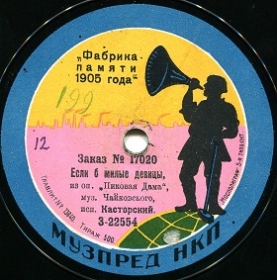 „Фабрика
памяти
1905 года"
199
12
Заказ № 17020
Если б милые девицы,
из оп. „Пиковая Дама",
муз. Чайковского,
исп. Касторский.
3-22554
МУЗПРЕД НКП